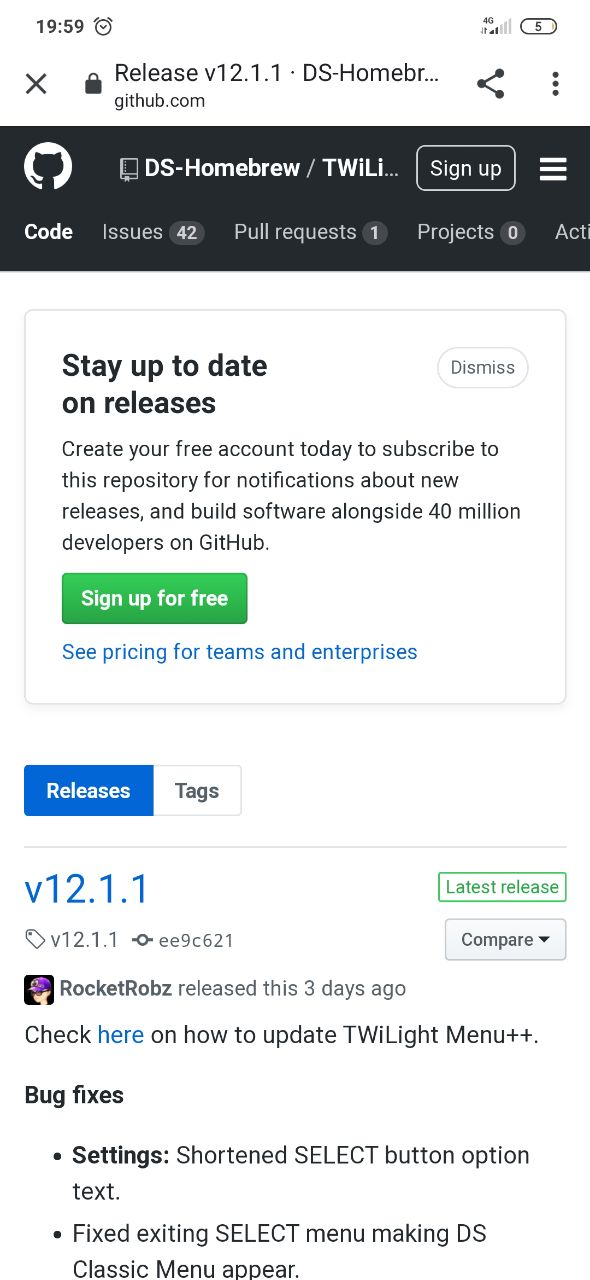 19:59
4G
5
Release v12.1.1 · DS-Homebr...
github.com
DS-Homebrew / TWiLi...
Sign up
Code
Issues 42
Pull requests 1
Projects 0
Acti
Stay up to date
on releases
Dismiss
Create your free account today to subscribe to
this repository for notifications about new
releases, and build software alongside 40 million
developers on GitHub.
Sign up for free
See pricing for teams and enterprises
Releases
Tags
v12.1.1
Latest release
v12.1.1
ee9c621
Compare
RocketRobz released this 3 days ago
Check here on how to update TWiLight Menu++.
Bug fixes
• Settings: Shortened SELECT button option
text.
• Fixed exiting SELECT menu making DS
Classic Menu appear.